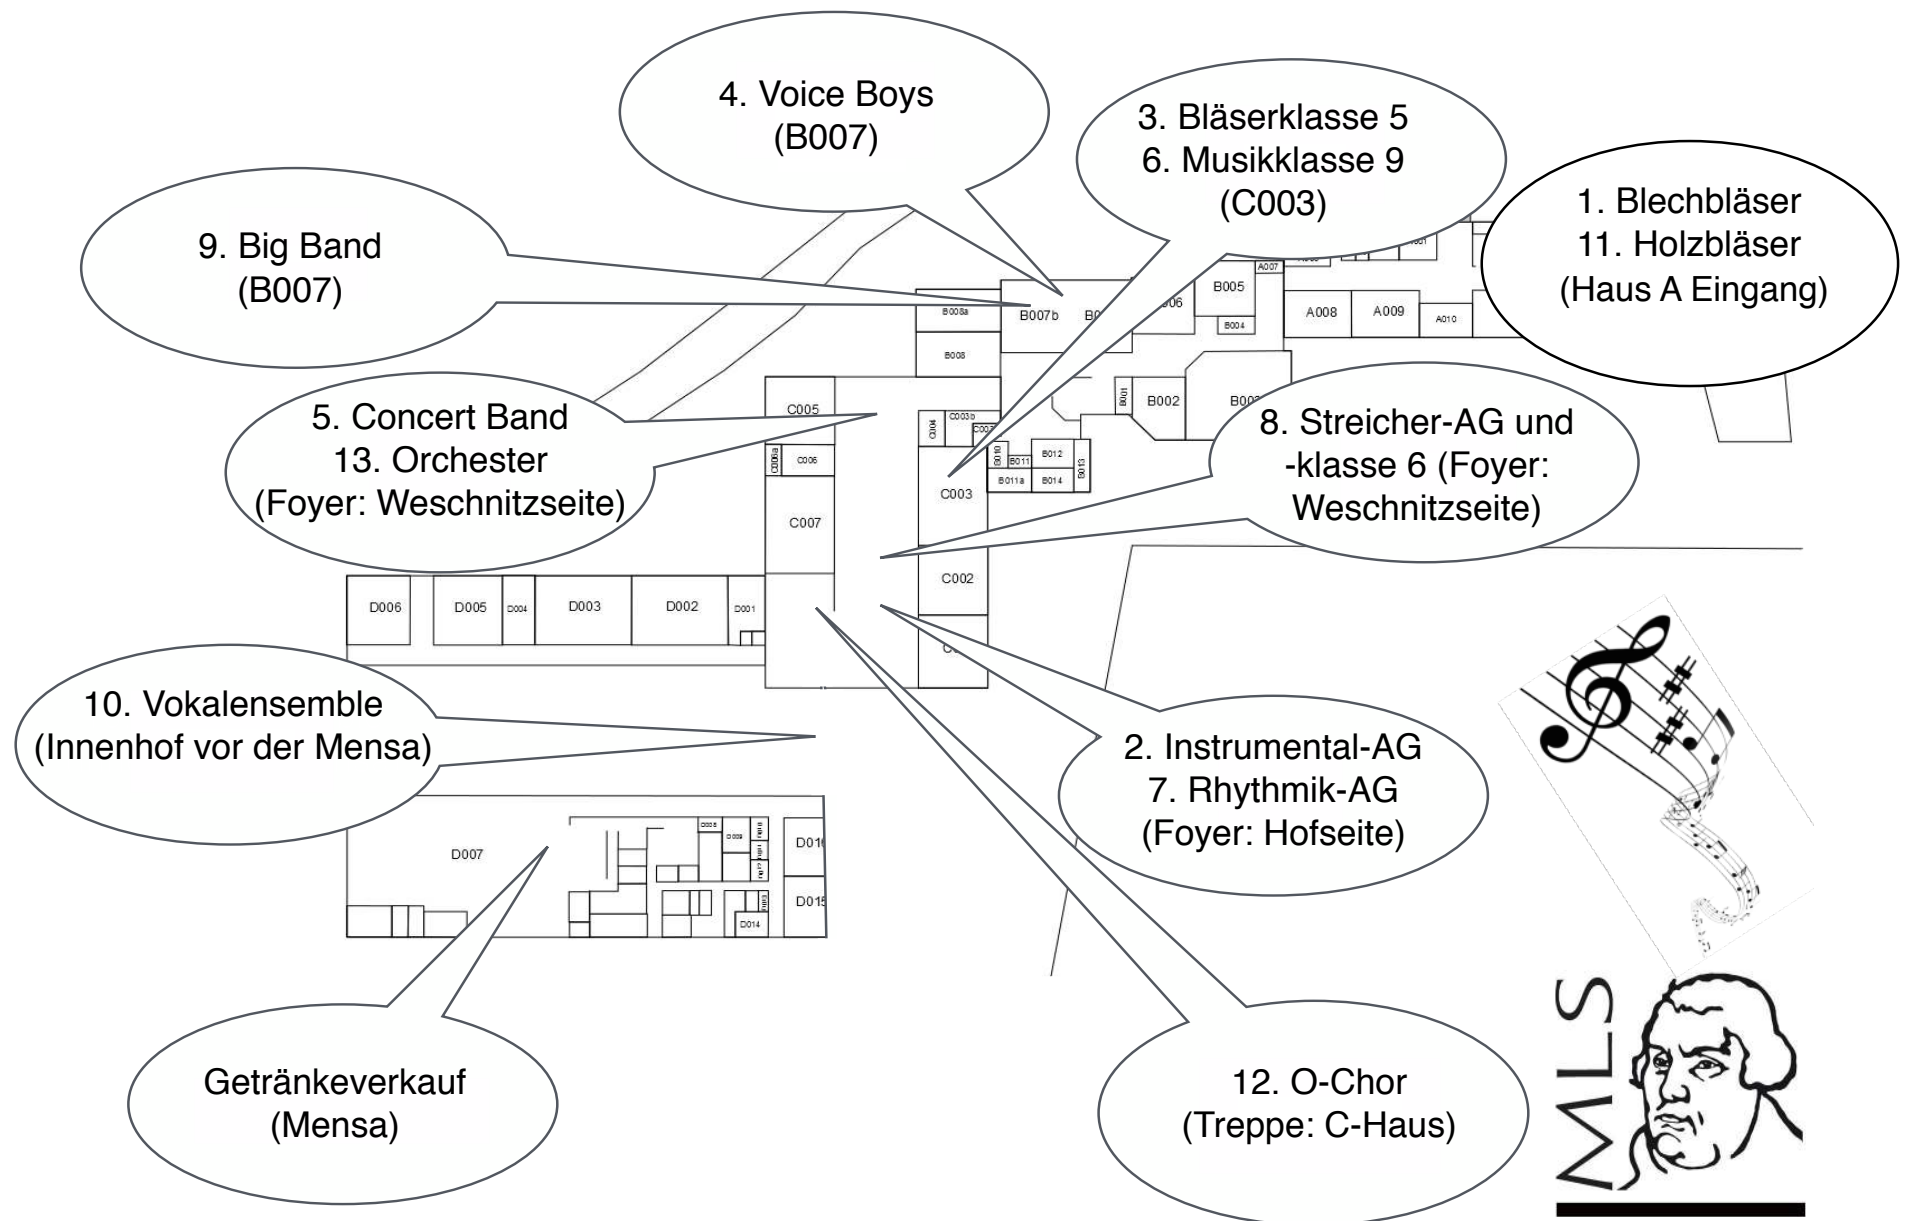 4. Voice Boys
(B007)
3. Bläserklasse 5
6. Musikklasse 9
(C003)
1. Blechbläser
11. Holzbläser
(Haus A Eingang)
9. Big Band
(B007)
5. Concert Band
13. Orchester
(Foyer: Weschnitzseite)
8. Streicher-AG und
-klasse 6 (Foyer:
Weschnitzseite)
10. Vokalensemble
(Innenhof vor der Mensa)
2. Instrumental-AG
7. Rhythmik-AG
(Foyer: Hofseite)
Getränkeverkauf
(Mensa)
12. O-Chor
(Treppe: C-Haus)
A007
B005
B004
A008
A009
A010
B008a
B007b
B008
B001
B002
C005
C004
C003b
C006a
C006
B010
B011
B012
B013
B011a
B014
C003
C007
C002
D006
D005
D004
D003
D002
D001
D007
D008
D009
D014
MLS